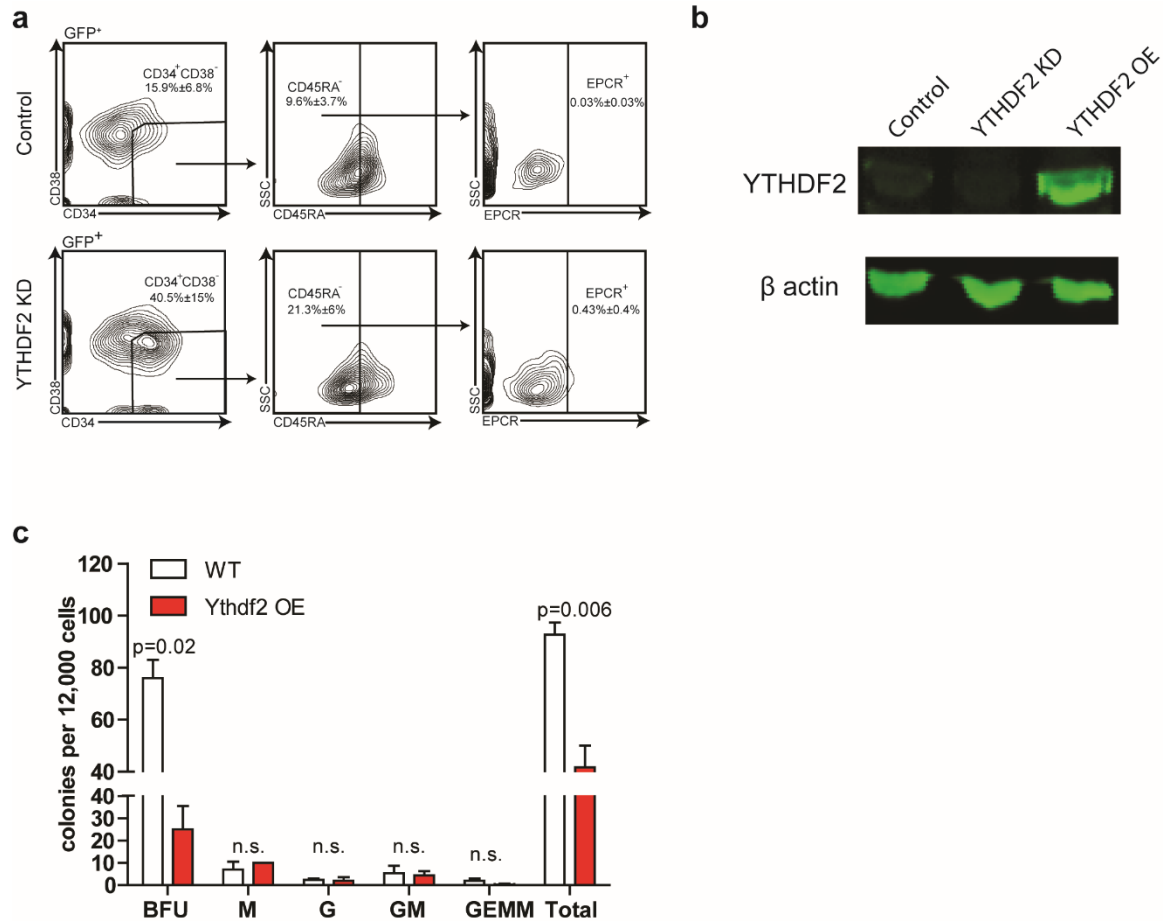 a
GFP⁺
Control
CD38
CD34
CD34⁺CD38⁻
15.9%±6.8%
SSC
CD45RA
CD45RA⁻
9.6%±3.7%
SSC
EPCR
EPCR⁺
0.03%±0.03%
GFP⁺
YTHDF2 KD
CD38
CD34
CD34⁺CD38⁻
40.5%±15%
SSC
CD45RA
CD45RA⁻
21.3%±6%
SSC
EPCR
EPCR⁺
0.43%±0.4%
b
Control
YTHDF2 KD
YTHDF2 OE
YTHDF2
β actin
c
colonies per 12,000 cells
120
100
80
60
40
40
30
20
10
0
WT
Ythdf2 OE
p=0.02
n.s.
n.s.
n.s.
n.s.
p=0.006
BFU M G GM GEMM Total